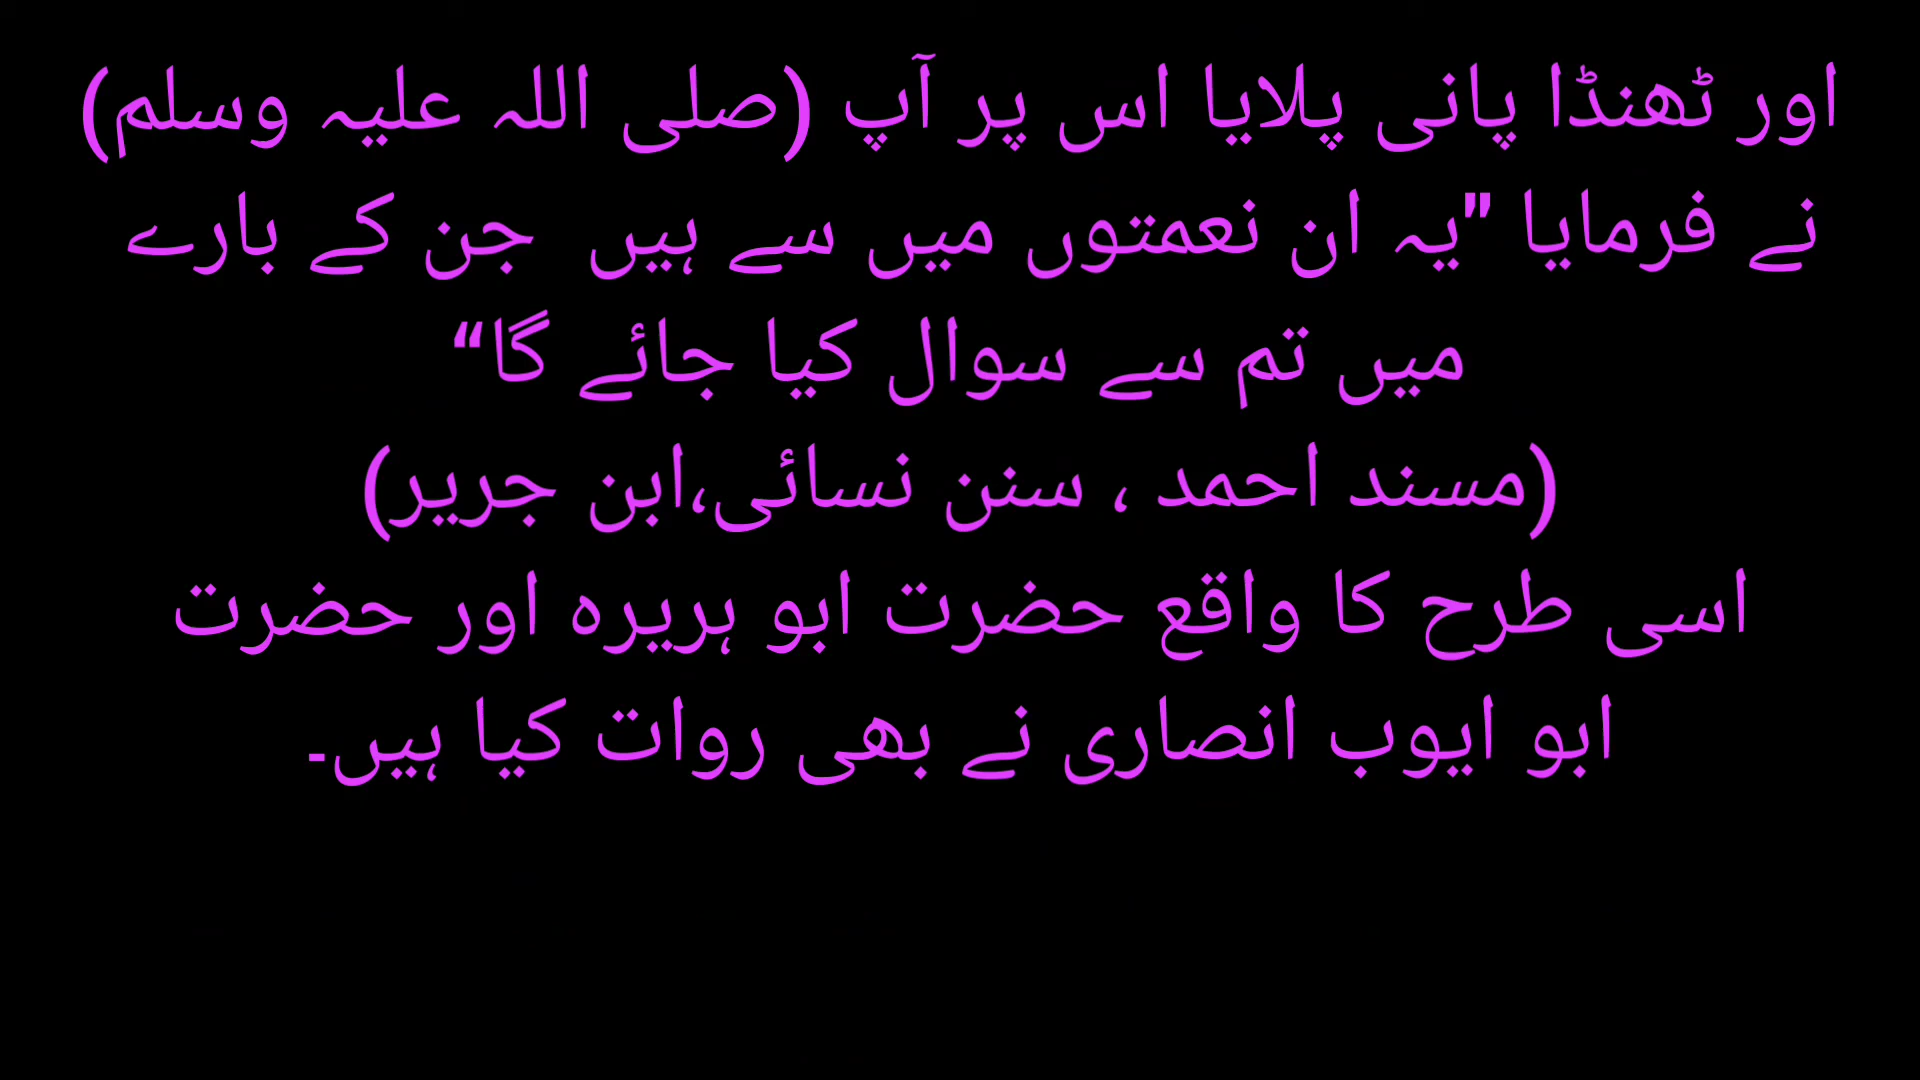 اور ٹھنڈا پانی پلایا اس پر آپ (صلی اللہ علیہ وسلم)
نے فرمایا ”یہ ان نعمتوں میں سے ہیں جن کے بارے
میں تم سے سوال کیا جائے گا“
(مسند احمد ، سنن نسائی،ابن جریر)
اسی طرح کا واقع حضرت ابو ہریرہ اور حضرت
ابو ایوب انصاری نے بھی روات کیا ہیں۔